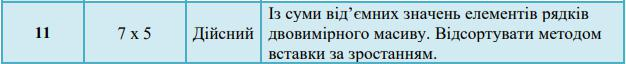 11 7 x 5 Дійсний Із суми від’ємних значень елементів рядків
двовимірного масиву. Відсортувати методом
вставки за зростанням.